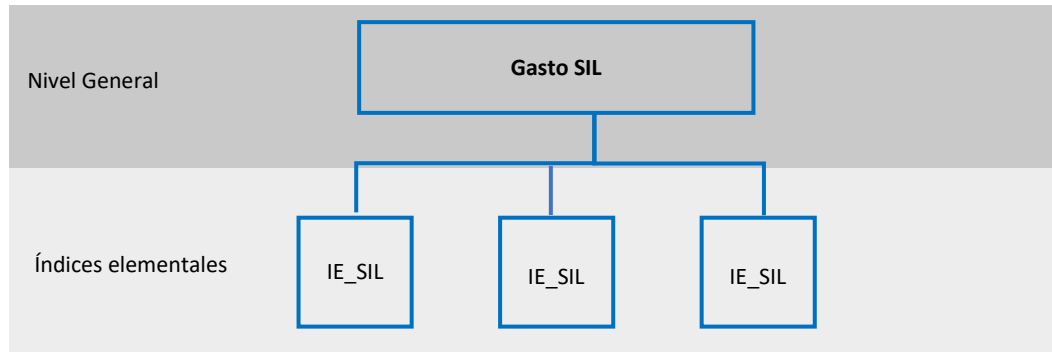 Nivel General
Gasto SIL
Índices elementales
IE_SIL
IE_SIL
IE_SIL